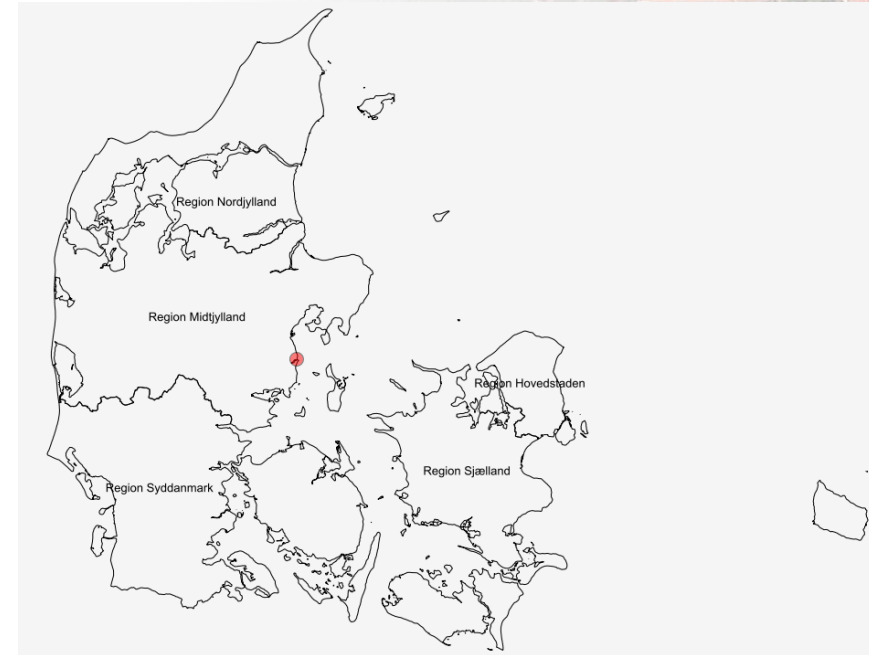 Region Nordjylland
Region Midtjylland
Region Hovedstaden
Region Sjælland
Region Syddanmark